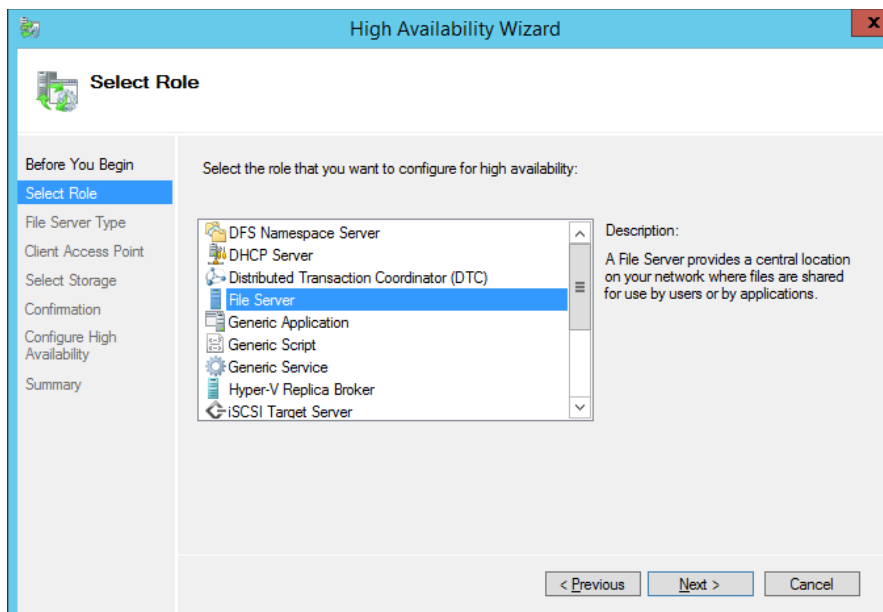 High Availability Wizard
x
Select Role
Before You Begin
Select Role
File Server Type
Client Access Point
Select Storage
Confirmation
Configure High
Availability
Summary
Select the role that you want to configure for high availability:
DFS Namespace Server
DHCP Server
Distributed Transaction Coordinator (DTC)
File Server
Generic Application
Generic Script
Generic Service
Hyper-V Replica Broker
iSCSI Target Server
Description:
A File Server provides a central location
on your network where files are shared
for use by users or by applications.
< Previous
Next >
Cancel